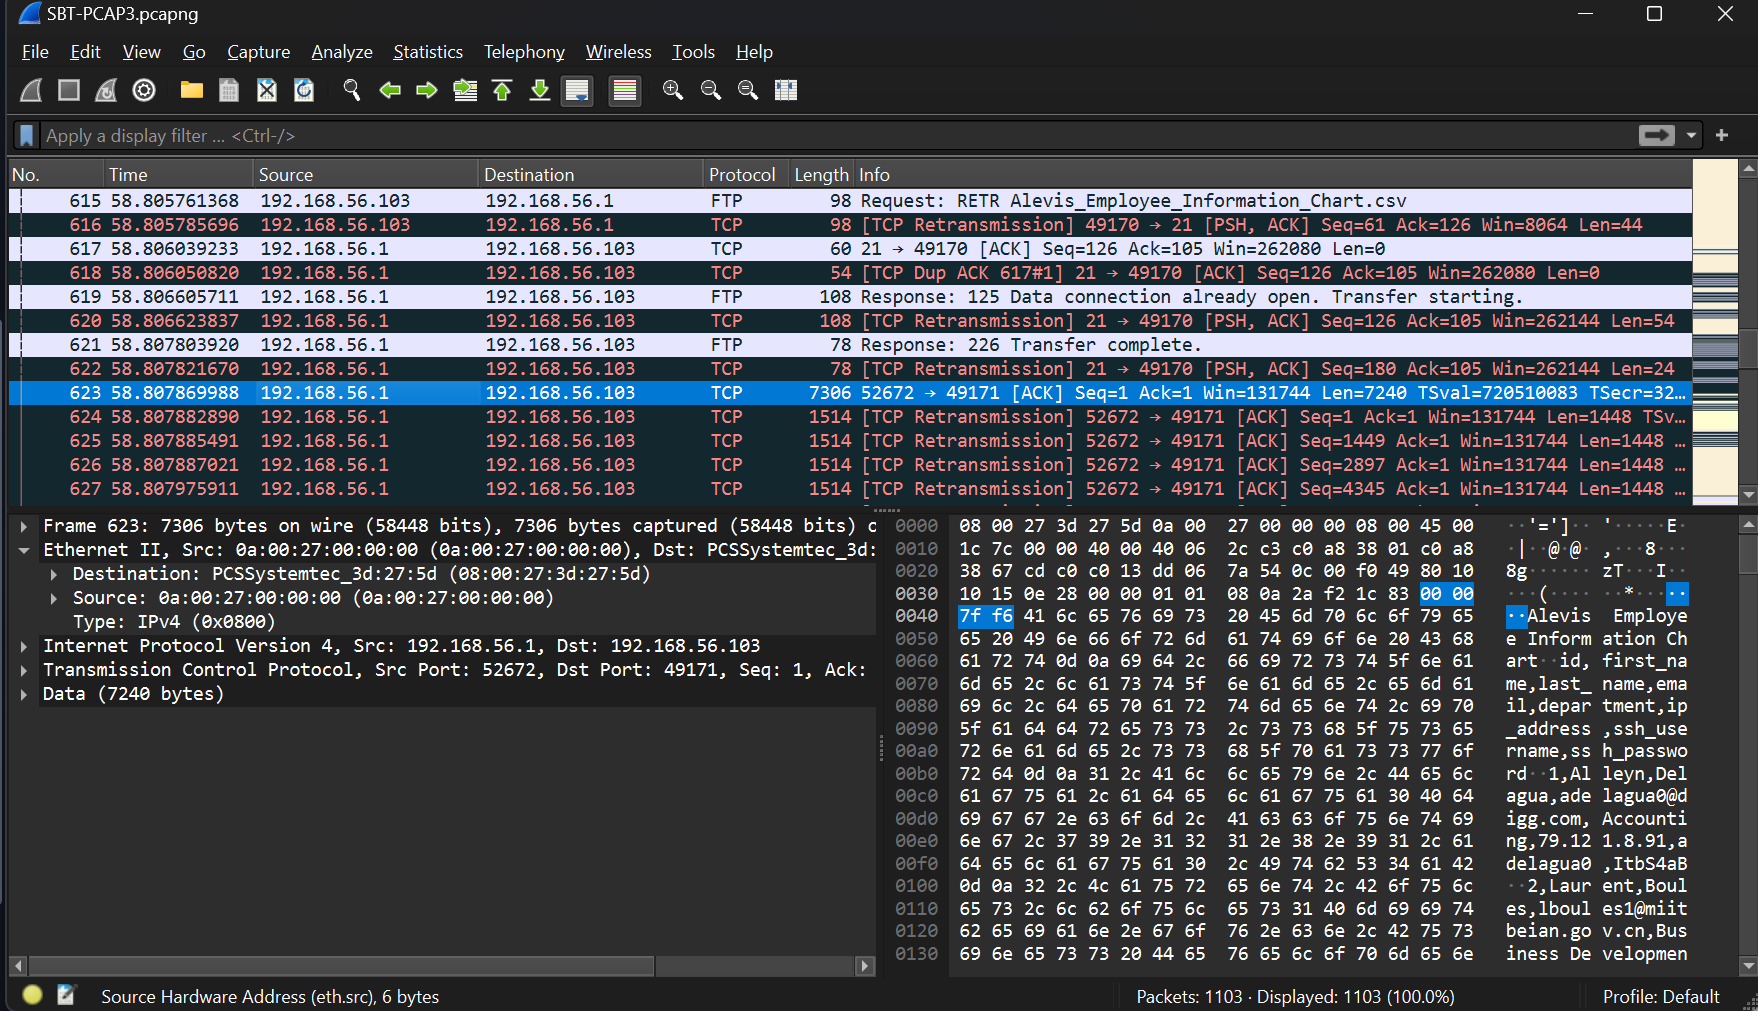 SBT-PCAP3.pcapng
File Edit View Go Capture Analyze Statistics Telephony Wireless Tools Help
Apply a display filter ... <Ctrl-/>
No. Time Source Destination Protocol Length Info
615 58.805761368 192.168.56.103 192.168.56.1 FTP 98 Request: RETR Alevis_Employee_Information_Chart.csv
616 58.805785696 192.168.56.103 192.168.56.1 TCP 98 [TCP Retransmission] 49170 → 21 [PSH, ACK] Seq=61 Ack=126 Win=8064 Len=44
617 58.806039233 192.168.56.1 192.168.56.103 TCP 60 21 → 49170 [ACK] Seq=126 Ack=105 Win=262080 Len=0
618 58.806050820 192.168.56.1 192.168.56.103 TCP 54 [TCP Dup ACK 617#1] 21 → 49170 [ACK] Seq=126 Ack=105 Win=262080 Len=0
619 58.806605711 192.168.56.1 192.168.56.103 FTP 108 Response: 125 Data connection already open. Transfer starting.
620 58.806623837 192.168.56.1 192.168.56.103 TCP 108 [TCP Retransmission] 21 → 49170 [PSH, ACK] Seq=126 Ack=105 Win=262144 Len=54
621 58.807803920 192.168.56.1 192.168.56.103 FTP 78 Response: 226 Transfer complete.
622 58.807821670 192.168.56.1 192.168.56.103 TCP 78 [TCP Retransmission] 21 → 49170 [PSH, ACK] Seq=180 Ack=105 Win=262144 Len=24
623 58.807869988 192.168.56.1 192.168.56.103 TCP 7306 52672 → 49171 [ACK] Seq=1 Ack=1 Win=131744 Len=7240 TSval=720510083 TSecr=32…
624 58.807882890 192.168.56.1 192.168.56.103 TCP 1514 [TCP Retransmission] 52672 → 49171 [ACK] Seq=1 Ack=1 Win=131744 Len=1448 TSv…
625 58.807885491 192.168.56.1 192.168.56.103 TCP 1514 [TCP Retransmission] 52672 → 49171 [ACK] Seq=1449 Ack=1 Win=131744 Len=1448 …
626 58.807887021 192.168.56.1 192.168.56.103 TCP 1514 [TCP Retransmission] 52672 → 49171 [ACK] Seq=2897 Ack=1 Win=131744 Len=1448 …
627 58.807975911 192.168.56.1 192.168.56.103 TCP 1514 [TCP Retransmission] 52672 → 49171 [ACK] Seq=4345 Ack=1 Win=131744 Len=1448 …
Frame 623: 7306 bytes on wire (58448 bits), 7306 bytes captured (58448 bits) o
Ethernet II, Src: 0a:00:27:00:00:00 (0a:00:27:00:00:00), Dst: PCSSystemtec_3d:
Destination: PCSSystemtec_3d:27:5d (08:00:27:3d:27:5d)
Source: 0a:00:27:00:00:00 (0a:00:27:00:00:00)
Type: IPv4 (0x0800)
Internet Protocol Version 4, Src: 192.168.56.1, Dst: 192.168.56.103
Transmission Control Protocol, Src Port: 52672, Dst Port: 49171, Seq: 1, Ack:
Data (7240 bytes)
0000 08 00 27 3d 27 5d 0a 00 27 00 00 00 08 00 45 00 ··'=']·· '·····E·
0010 1c 7c 00 00 40 00 40 06 2c c3 c0 a8 38 01 c0 a8 ·|··@·@· ,···8···
0020 38 67 cd c0 c0 13 dd 06 7a 54 0c 00 f0 49 80 10 8g······ zT···I··
0030 10 15 0e 28 00 00 01 01 08 0a 2a f2 1c 83 00 00 ···(···· ··*·····
0040 7f f6 41 6c 65 76 69 73 20 45 6d 70 6c 6f 79 65 ··Alevis Employe
0050 65 20 49 6e 66 6f 72 6d 61 74 69 6f 6e 20 43 68 e Inform ation Ch
0060 61 72 74 0d 0a 69 64 2c 66 69 72 73 74 5f 6e 61 art··id, first_na
0070 6d 65 2c 6c 61 73 74 5f 6e 61 6d 65 2c 65 6d 61 me,last_ name,ema
0080 69 6c 2c 64 65 70 61 72 74 6d 65 6e 74 2c 69 70 il,depar tment,ip
0090 5f 61 64 64 72 65 73 73 2c 73 73 68 5f 75 73 65 _address ,ssh_use
00a0 72 6e 61 6d 65 2c 73 73 68 5f 70 61 73 73 77 6f rname,ss h_passwo
00b0 72 64 0d 0a 31 2c 41 6c 6c 65 79 6e 2c 44 65 6c rd··1,Al leyn,Del
00c0 61 67 75 61 2c 61 64 65 6c 61 67 75 61 30 40 64 agua,ade lagua0@d
00d0 69 67 67 2e 63 6f 6d 2c 41 63 63 6f 75 6e 74 69 igg.com, Accounti
00e0 6e 67 2c 37 39 2e 31 32 31 2e 38 2e 39 31 2c 61 ng,79.12 1.8.91,a
00f0 64 65 6c 61 67 75 61 30 2c 49 74 62 53 34 61 42 delagua0 ,ItbS4aB
0100 0d 0a 32 2c 4c 61 75 72 65 6e 74 2c 42 6f 75 6c ··2,Laur ent,Boul
0110 65 73 2c 6c 62 6f 75 6c 65 73 31 40 6d 69 69 74 es,lboul es1@miit
0120 62 65 69 61 6e 2e 67 6f 76 2e 63 6e 2c 42 75 73 beian.go v.cn,Bus
0130 69 6e 65 73 73 20 44 65 76 65 6c 6f 70 6d 65 6e iness De velopmen
Source Hardware Address (eth.src), 6 bytes
Packets: 1103 · Displayed: 1103 (100.0%)
Profile: Default